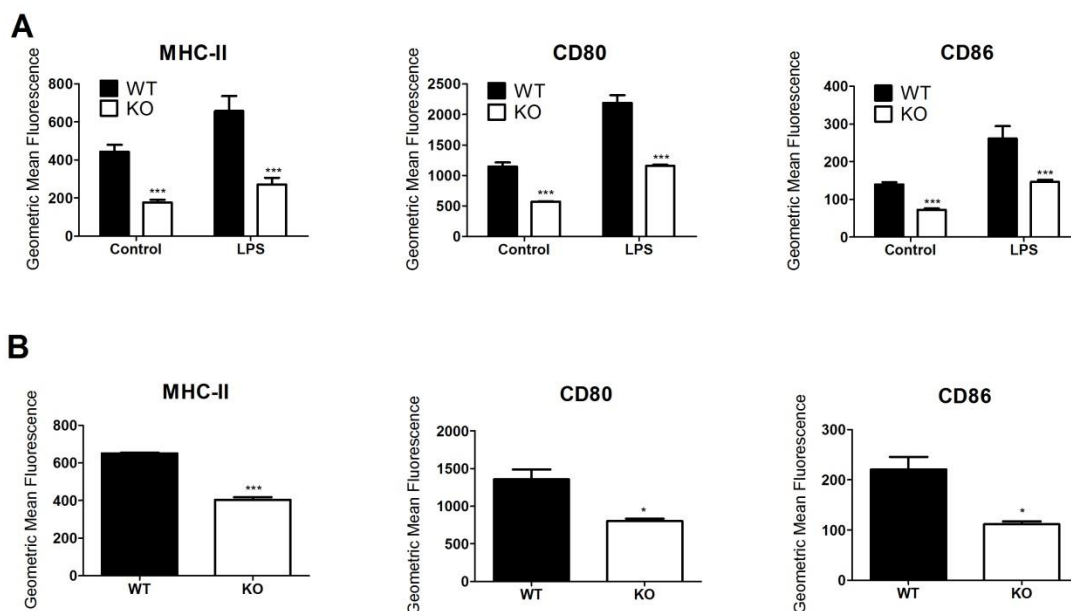 A
MHC-II
Geometric Mean Fluorescence
800
600
400
200
0
WT
KO
***
***
Control LPS
CD80
Geometric Mean Fluorescence
2500
2000
1500
1000
500
0
WT
KO
***
***
Control LPS
CD86
Geometric Mean Fluorescence
400
300
200
100
0
WT
KO
***
***
Control LPS
B
MHC-II
Geometric Mean Fluorescence
800
600
400
200
0
***
WT KO
CD80
Geometric Mean Fluorescence
2000
1500
1000
500
0
*
WT KO
CD86
Geometric Mean Fluorescence
300
200
100
0
*
WT KO